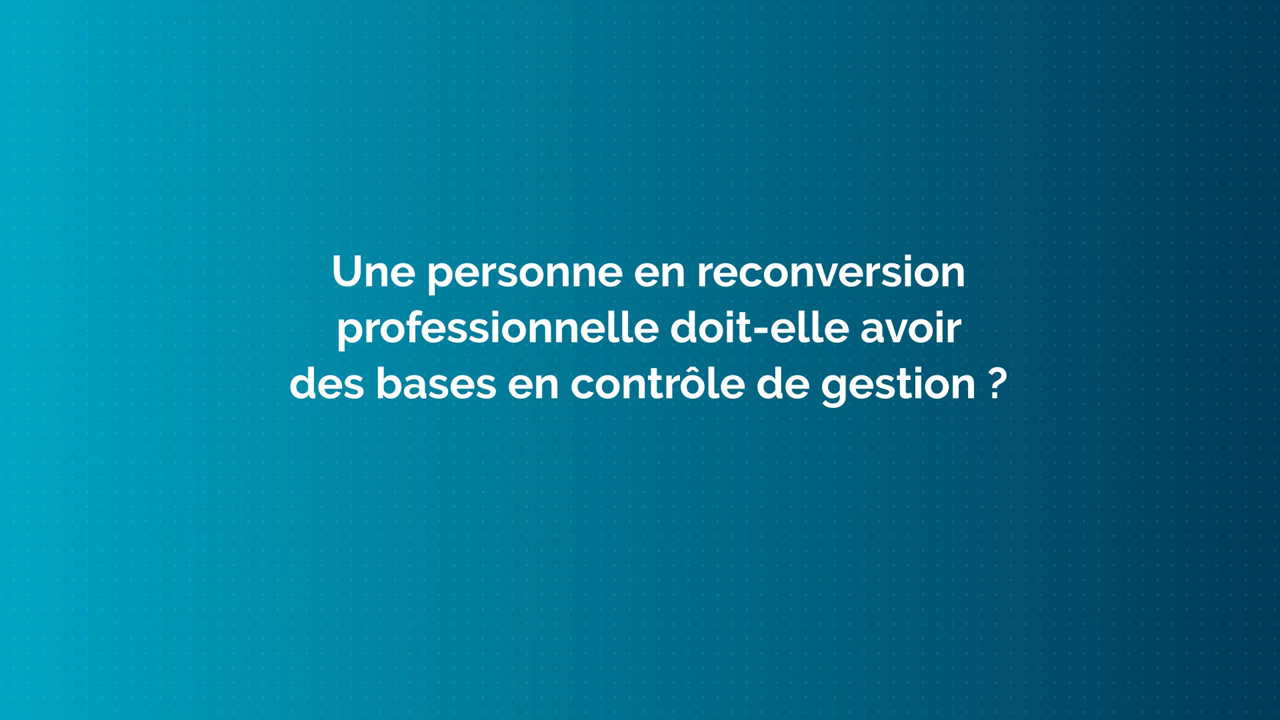 Une personne en reconversion
professionnelle doit-elle avoir
des bases en contrôle de gestion ?